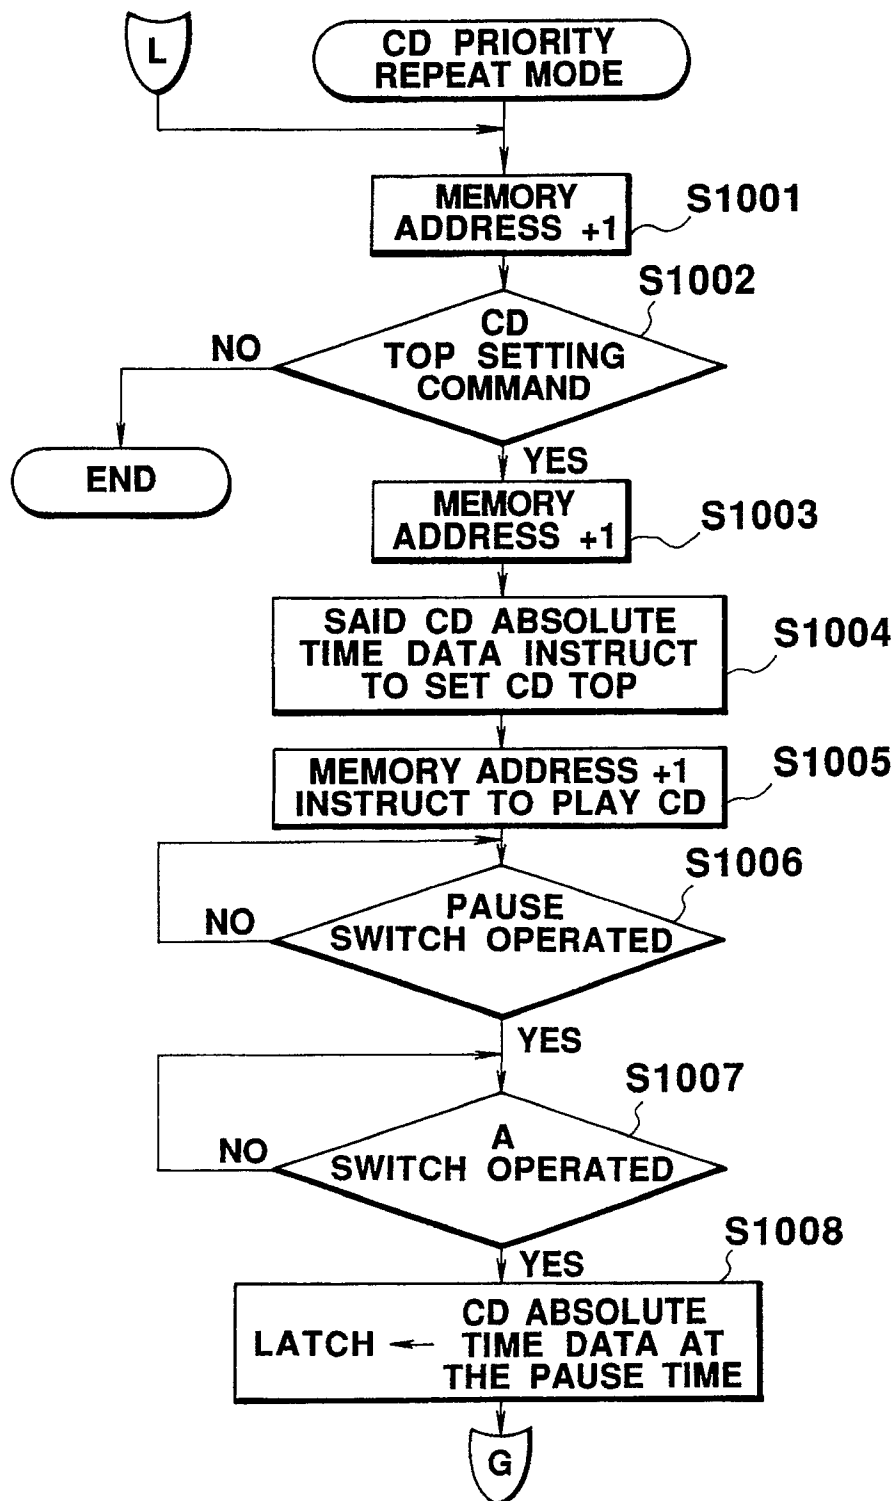 L
CD PRIORITY
REPEAT MODE
MEMORY
ADDRESS +1
S1001
S1002
CD
TOP SETTING
COMMAND
NO
END
YES
MEMORY
ADDRESS +1
S1003
SAID CD ABSOLUTE
TIME DATA INSTRUCT
TO SET CD TOP
S1004
MEMORY ADDRESS +1
INSTRUCT TO PLAY CD
S1005
S1006
PAUSE
SWITCH OPERATED
NO
YES
S1007
A
SWITCH OPERATED
NO
YES
S1008
LATCH ←
CD ABSOLUTE
TIME DATA AT
THE PAUSE TIME
G